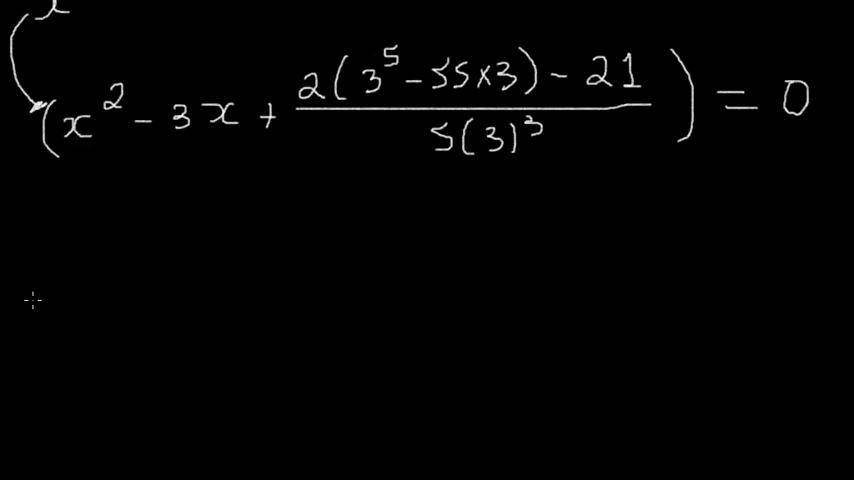 (x² - 3x + (2(3⁵ - 55×3) - 21)/(5(3)³)) = 0